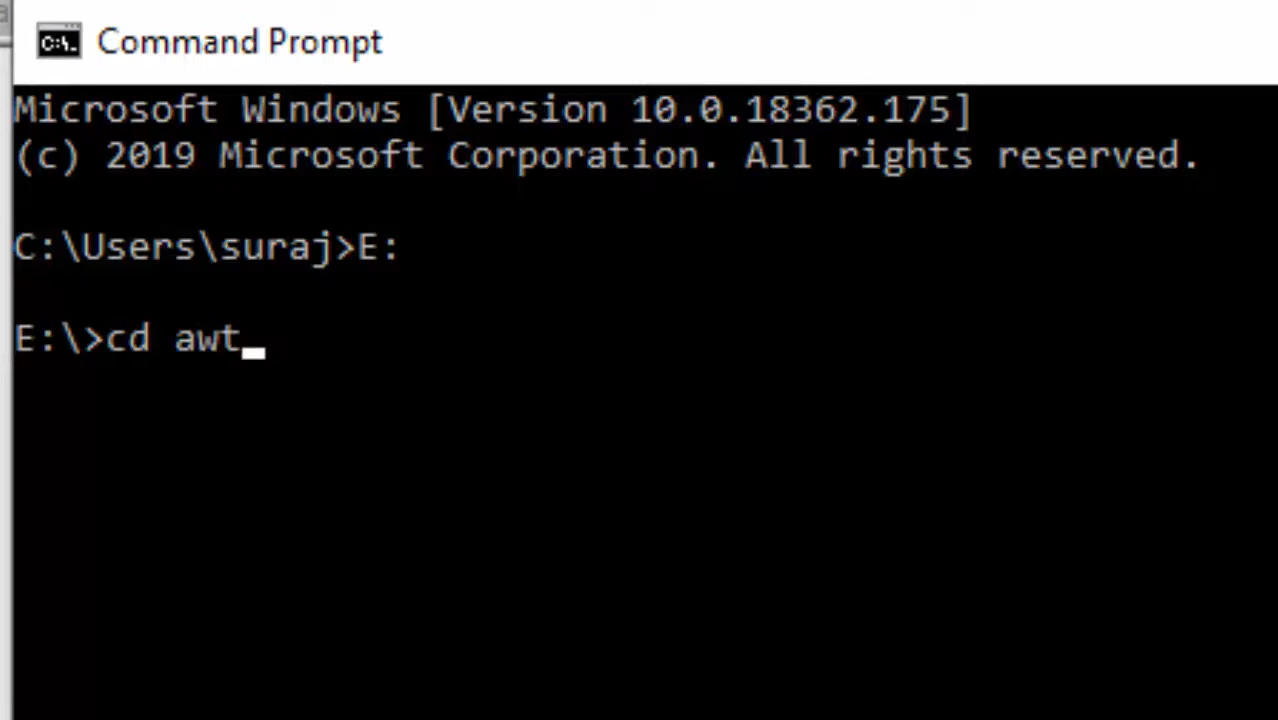 Command Prompt
Microsoft Windows [Version 10.0.18362.175]
(c) 2019 Microsoft Corporation. All rights reserved.
C:\Users\suraj>E:
E:\>cd awt